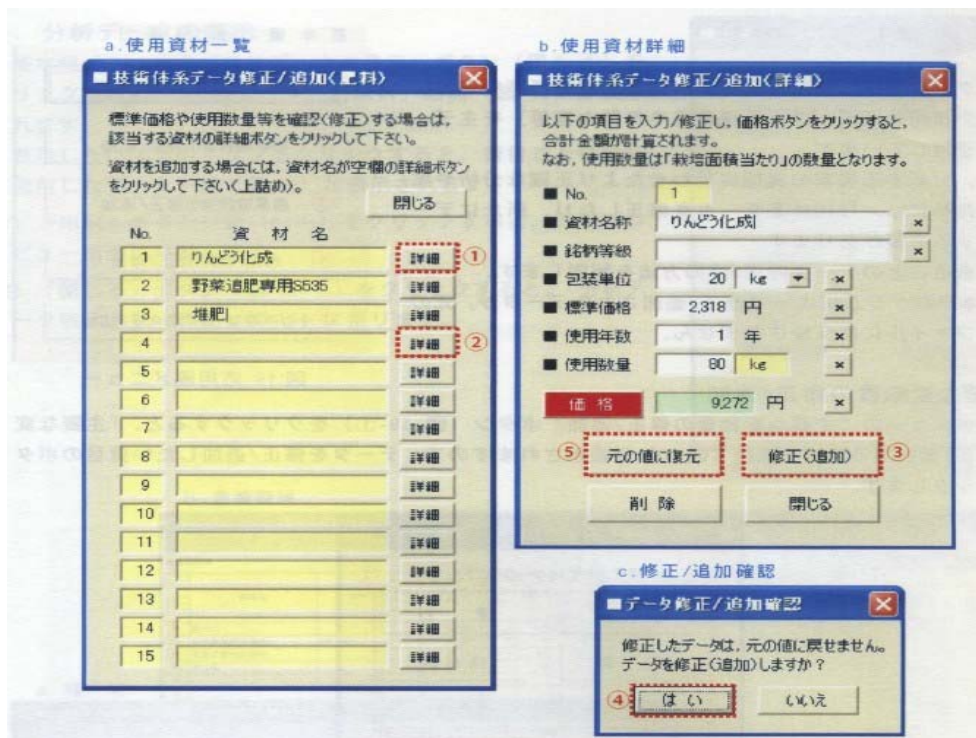 a.使用資材一覧
■技術体系データ修正/追加(肥料)
標準価格や使用数量等を確認(修正)する場合は，
該当する資材の詳細ボタンをクリックして下さい。
資材を追加する場合には，資材名が空欄の詳細ボタン
をクリックして下さい(上詰め)。
閉じる
No. 資材名
1 りんどう化成 詳細 ①
2 野菜追肥専用S535 詳細
3 堆肥 詳細
4 詳細 ②
5 詳細
6 詳細
7 詳細
8 詳細
9 詳細
10 詳細
11 詳細
12 詳細
13 詳細
14 詳細
15 詳細
b.使用資材詳細
■技術体系データ修正/追加(詳細)
以下の項目を入力/修正し，価格ボタンをクリックすると，
合計金額が計算されます。
なお，使用数量は「栽培面積当たり」の数量となります。
■ No. 1
■ 資材名称 りんどう化成 ×
■ 銘柄等級 ×
■ 包装単位 20 kg ×
■ 標準価格 2,318 円 ×
■ 使用年数 1 年 ×
■ 使用数量 80 kg ×
価格 9,272 円 ×
⑤ 元の値に復元 修正(追加) ③
削除 閉じる
c.修正/追加確認
■データ修正/追加確認
修正したデータは，元の値に戻せません。
データを修正(追加)しますか？
④ はい いいえ